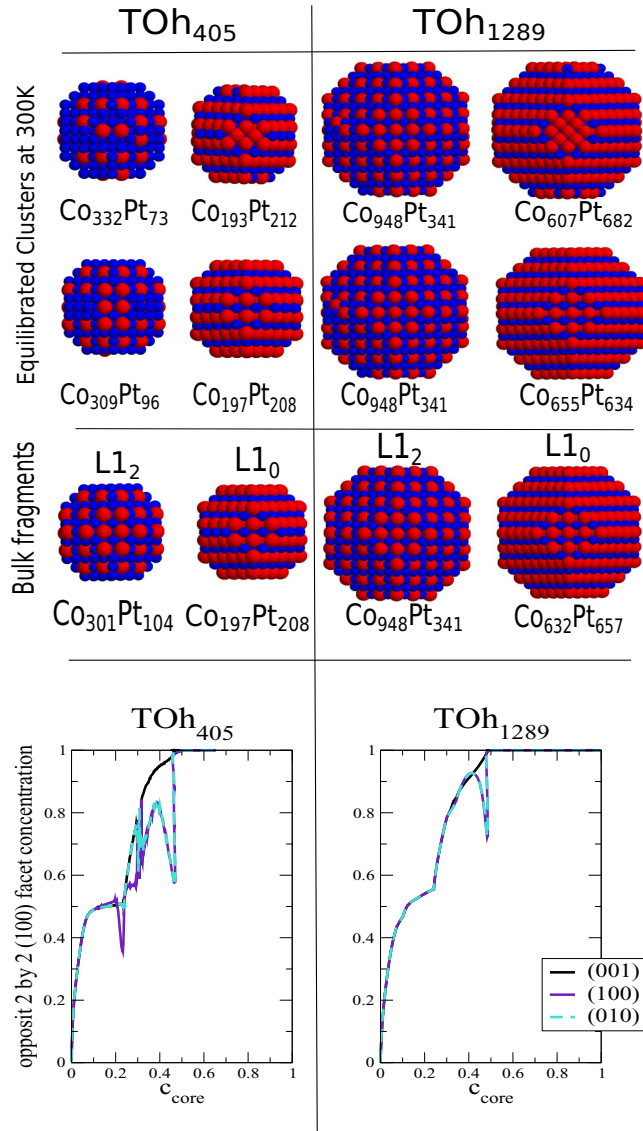 TOh405 TOh1289
Equilibrated Clusters at 300K
Co332Pt73 Co193Pt212 Co948Pt341 Co607Pt682
Co309Pt96 Co197Pt208 Co948Pt341 Co655Pt634
Bulk fragments
L12 L10 L12 L10
Co301Pt104 Co197Pt208 Co948Pt341 Co632Pt657
TOh405 TOh1289
opposit 2 by 2 (100) facet concentration
1 1
0.8 0.8
0.6 0.6
0.4 0.4
0.2 0.2
0 0
(001)
(100)
(010)
0 0.2 0.4 0.6 0.8 1 0 0.2 0.4 0.6 0.8 1
ccore ccore